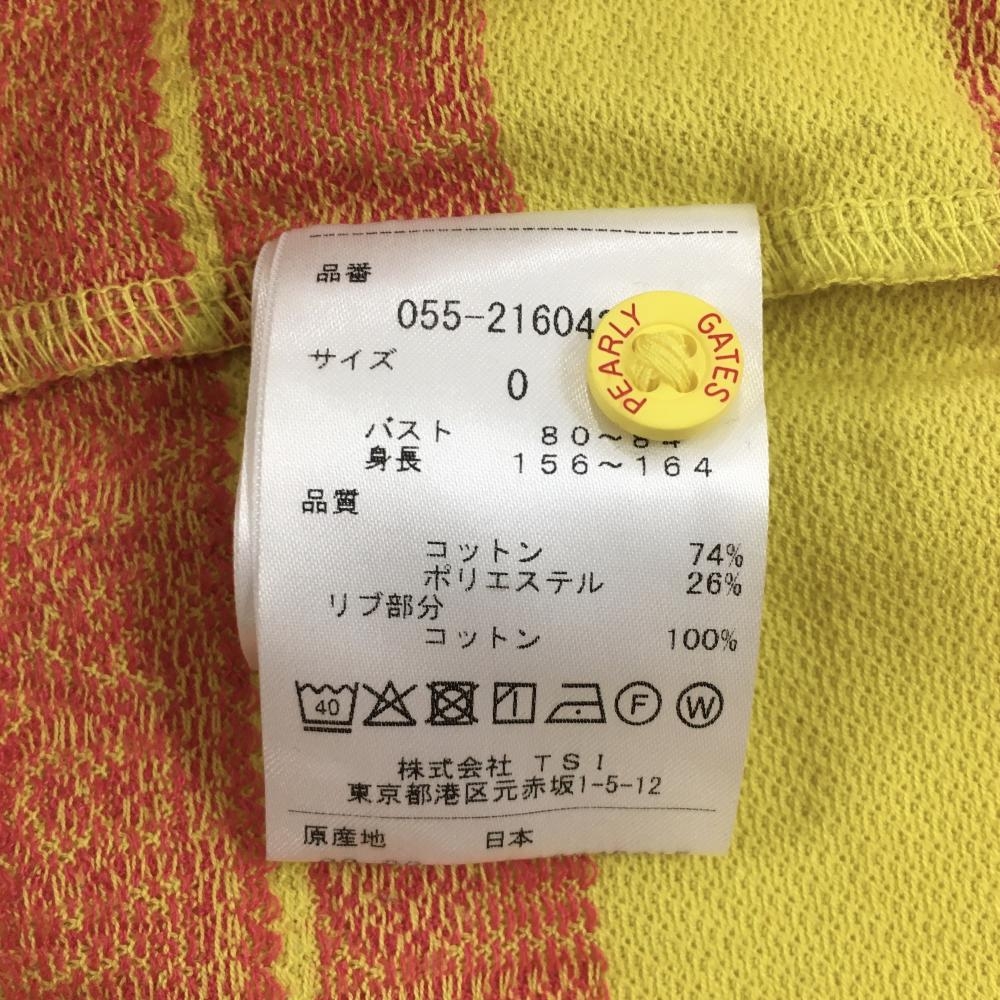 品番
055-21604
サイズ
0
バスト 80~84
身長 156~164
品質
コットン 74%
ポリエステル 26%
リブ部分
コットン 100%
40
F W
株式会社 TSI
東京都港区元赤坂1-5-12
原産地 日本
PEARLY GATES